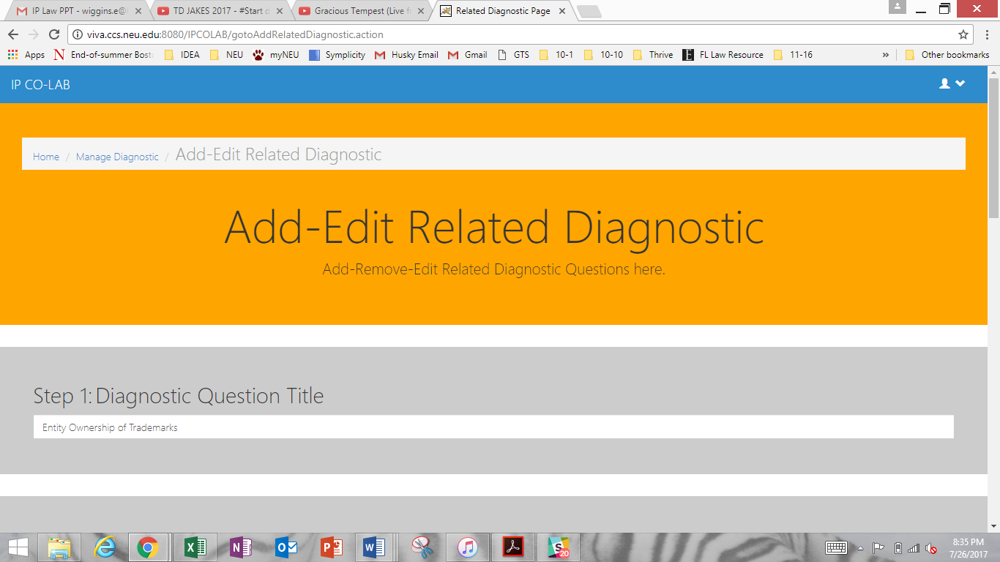 IP Law PPT - wiggins.e@
TD JAKES 2017 - #Start d
Gracious Tempest (Live f
Related Diagnostic Page
viva.ccs.neu.edu:8080/IPCOLAB/gotoAddRelatedDiagnostic.action
Apps
End-of-summer Bost
IDEA
NEU
myNEU
Symplicity
Husky Email
Gmail
GTS
10-1
10-10
Thrive
FL Law Resource
11-16
»
Other bookmarks
IP CO-LAB
Home / Manage Diagnostic / Add-Edit Related Diagnostic
Add-Edit Related Diagnostic
Add-Remove-Edit Related Diagnostic Questions here.
Step 1: Diagnostic Question Title
Entity Ownership of Trademarks
20
8:35 PM
7/26/2017